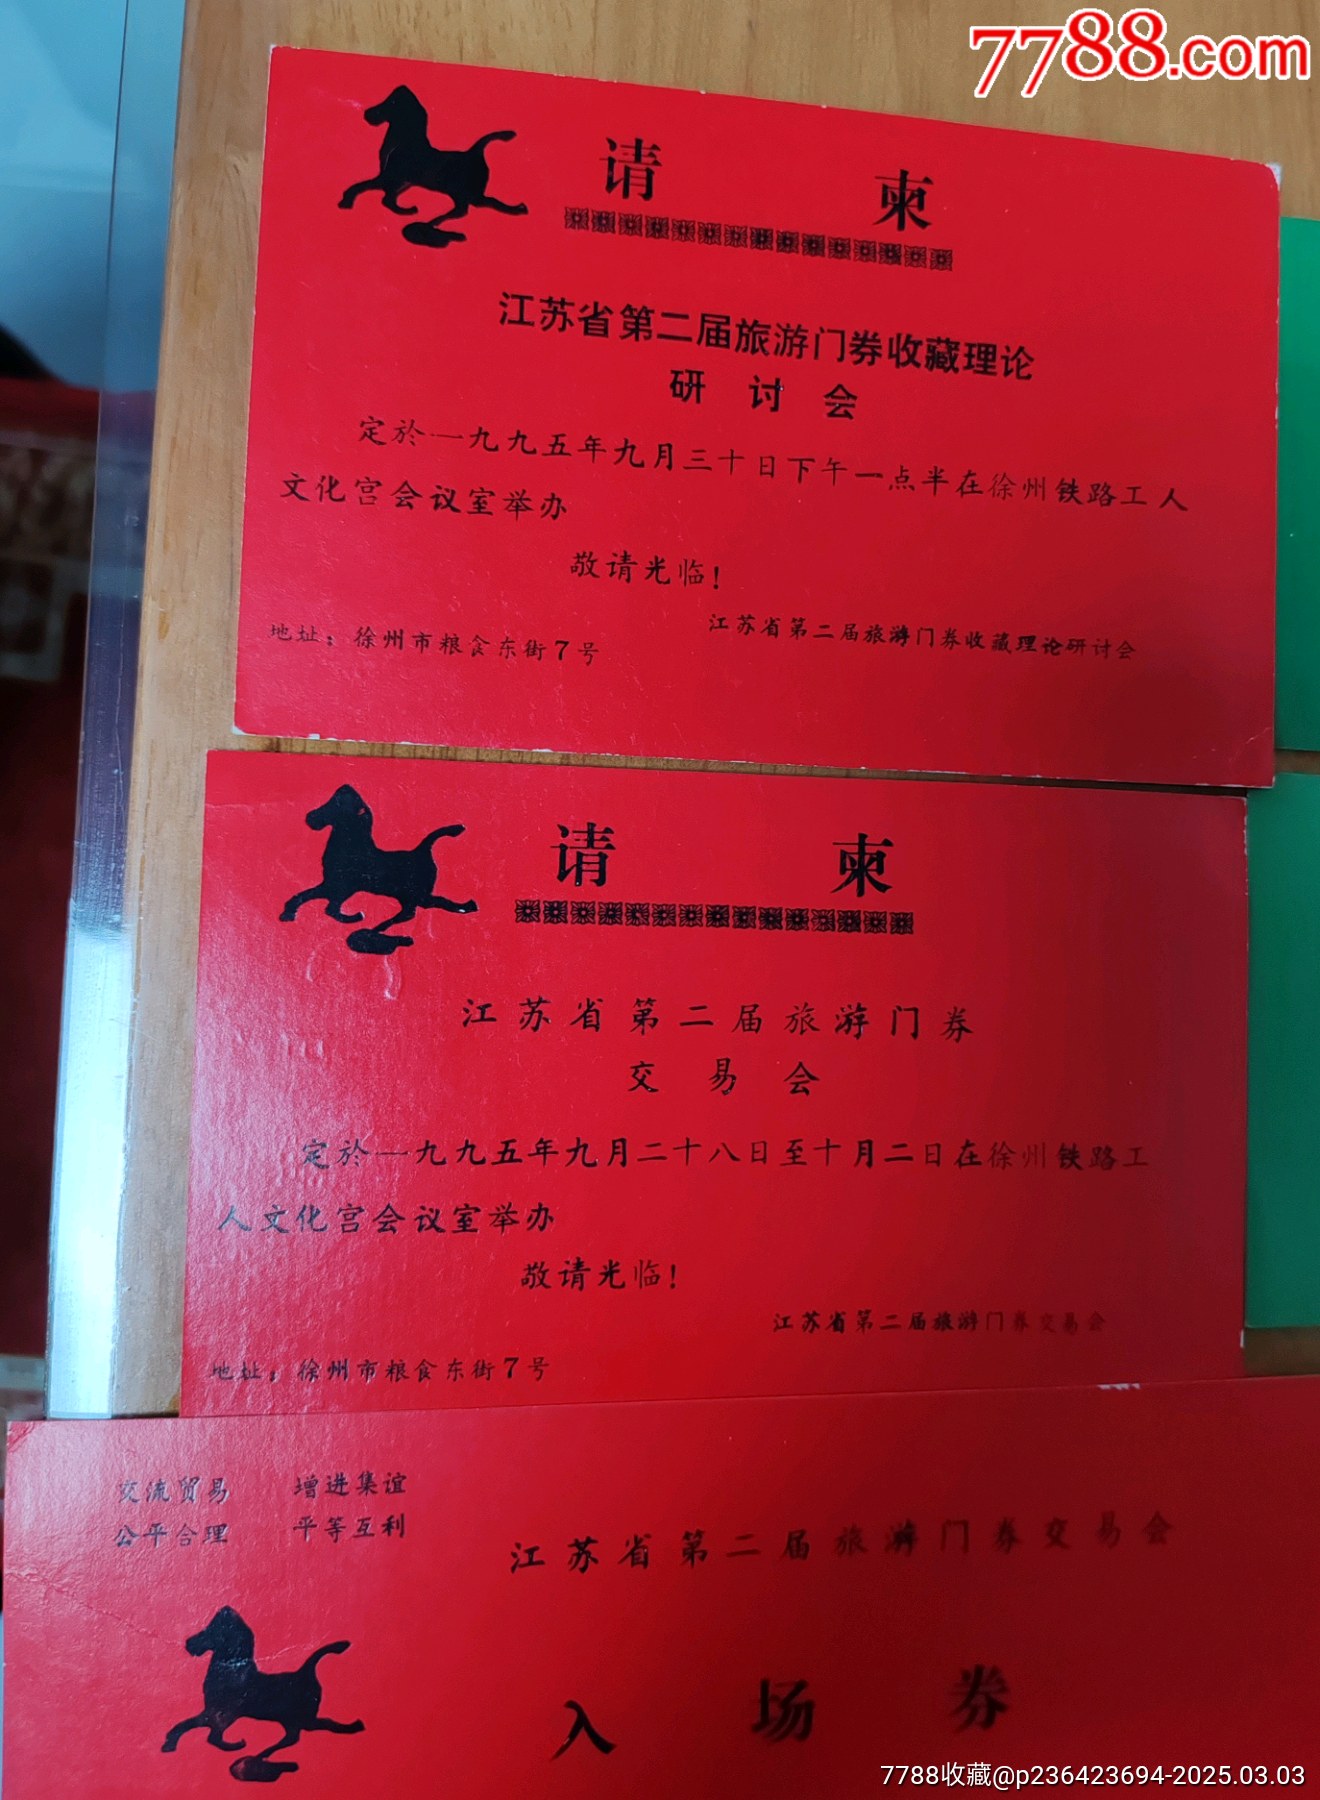 7788.com
请柬
江苏省第二届旅游门券收藏理论
研讨会
定於一九九五年九月三十日下午一点半在徐州铁路工人
文化宫会议室举办
敬请光临!
江苏省第二届旅游门券收藏理论研讨会
地址:徐州市粮食东街7号
请柬
江苏省第二届旅游门券
交易会
定於一九九五年九月二十八日至十月二日在徐州铁路工
人文化宫会议室举办
敬请光临!
江苏省第二届旅游门券交易会
地址:徐州市粮食东街7号
交流贸易 增进集谊
公平合理 平等互利
江苏省第二届旅游门券交易会
入场券
7788收藏@p236423694-2025.03.03